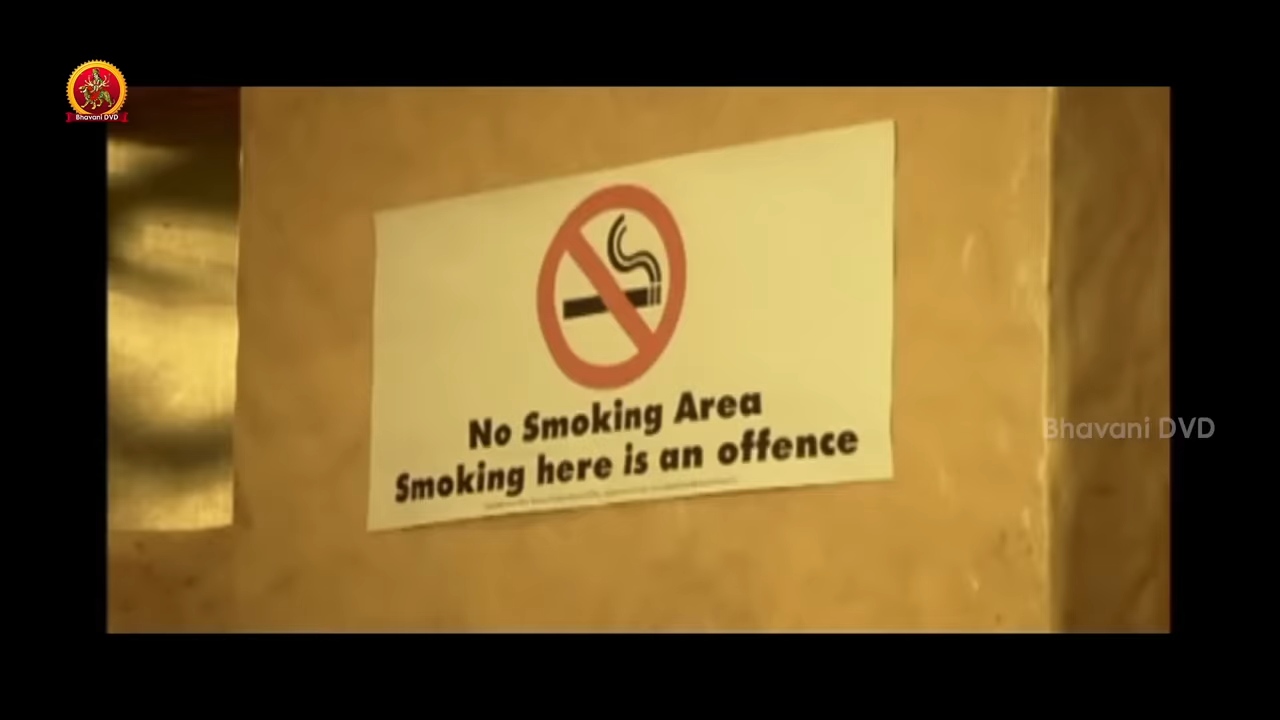 Bhavani DVD
No Smoking Area
Smoking here is an offence
Bhavani DVD